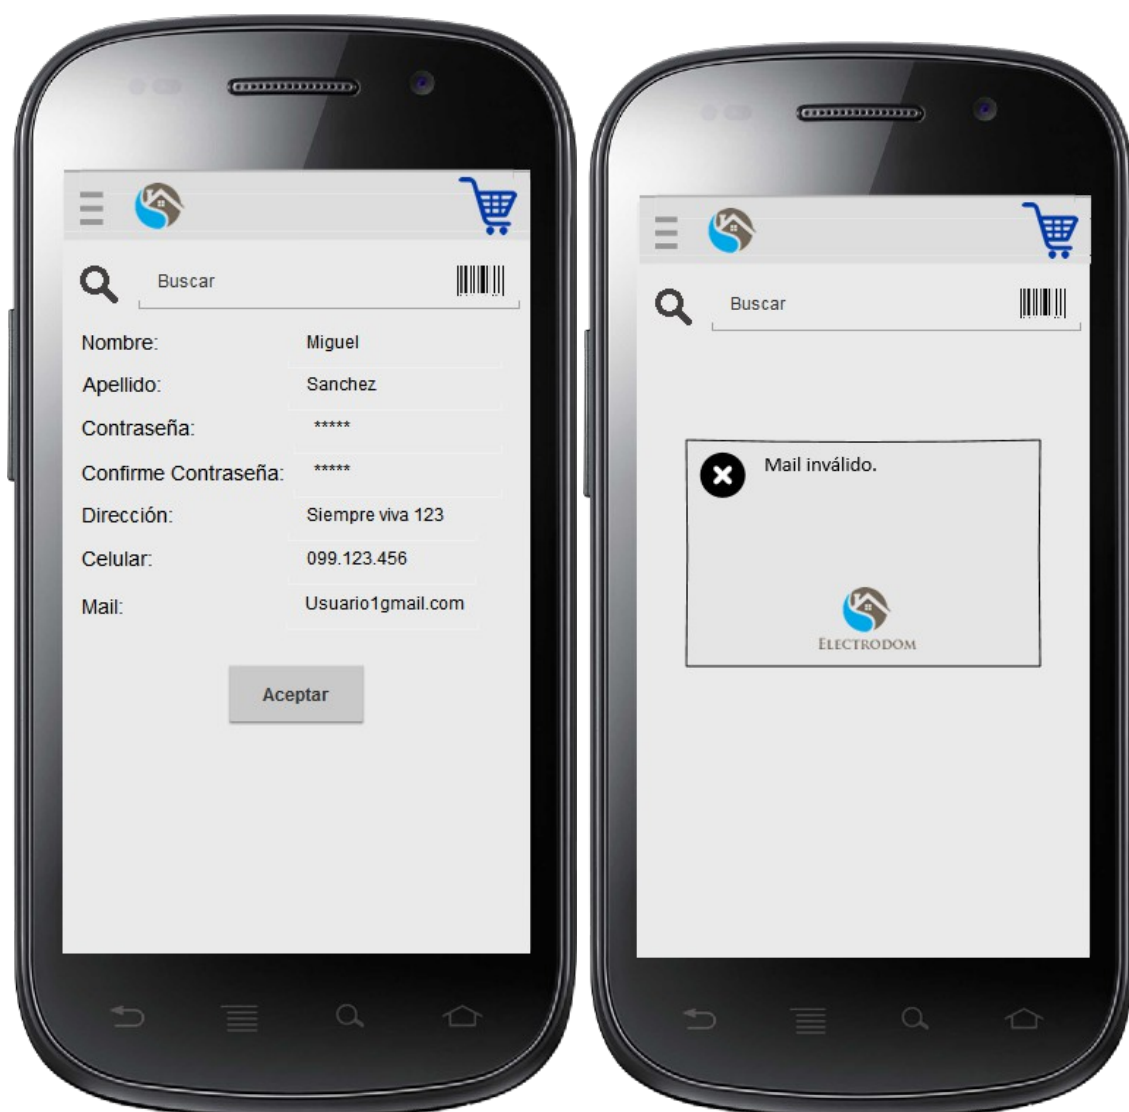 Buscar
Nombre: Miguel
Apellido: Sanchez
Contraseña: *****
Confirme Contraseña: *****
Dirección: Siempre viva 123
Celular: 099.123.456
Mail: Usuario1gmail.com
Aceptar
Buscar
Mail inválido.
ELECTRODOM